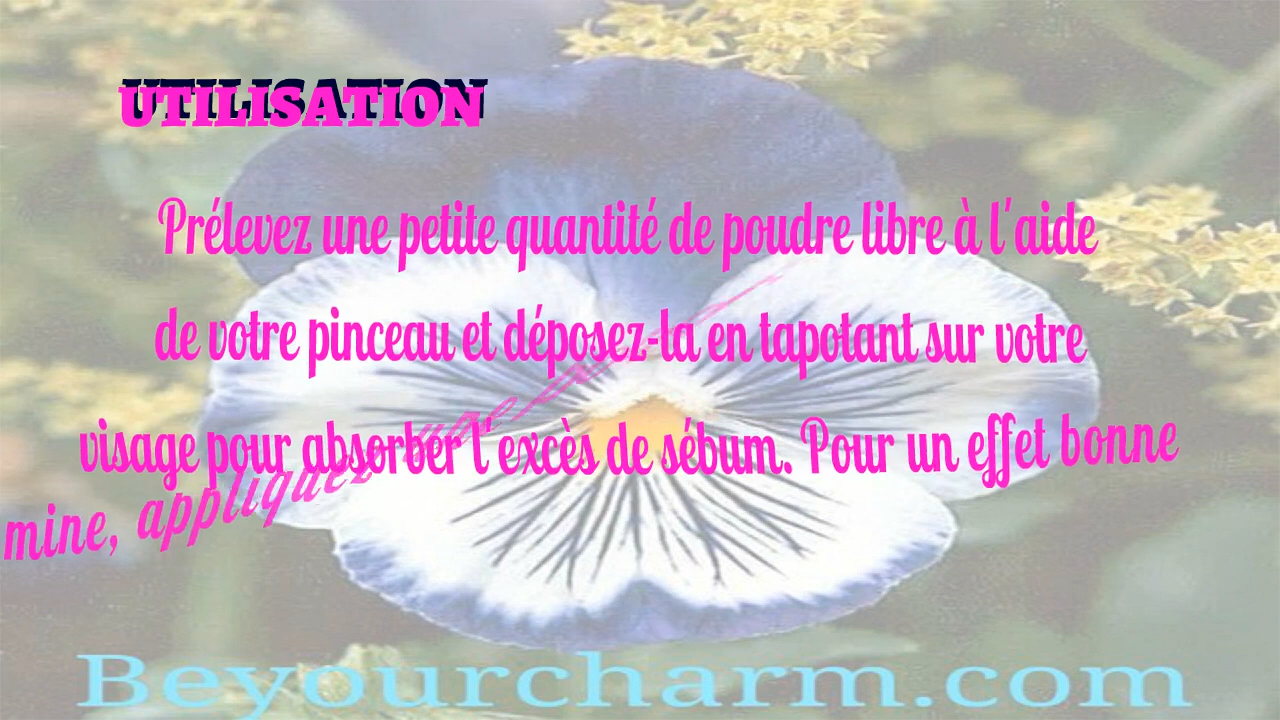 UTILISATION
Prélevez une petite quantité de poudre libre à l'aide
de votre pinceau et déposez-la en tapotant sur votre
visage pour absorber l'excès de sébum. Pour un effet bonne
mine, appliquez
Beyourcharm.com